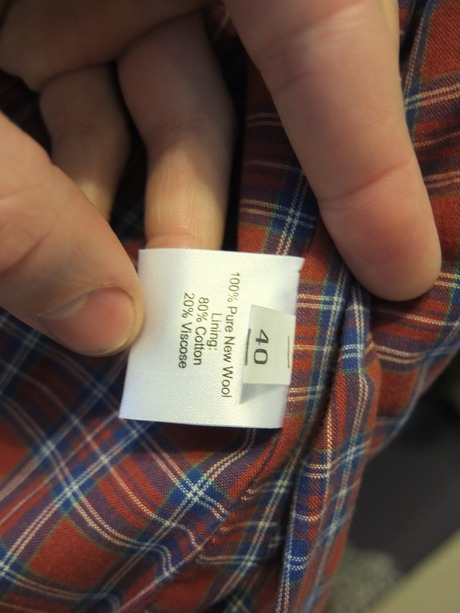 40
100% Pure New Wool
Lining:
80% Cotton
20% Viscose